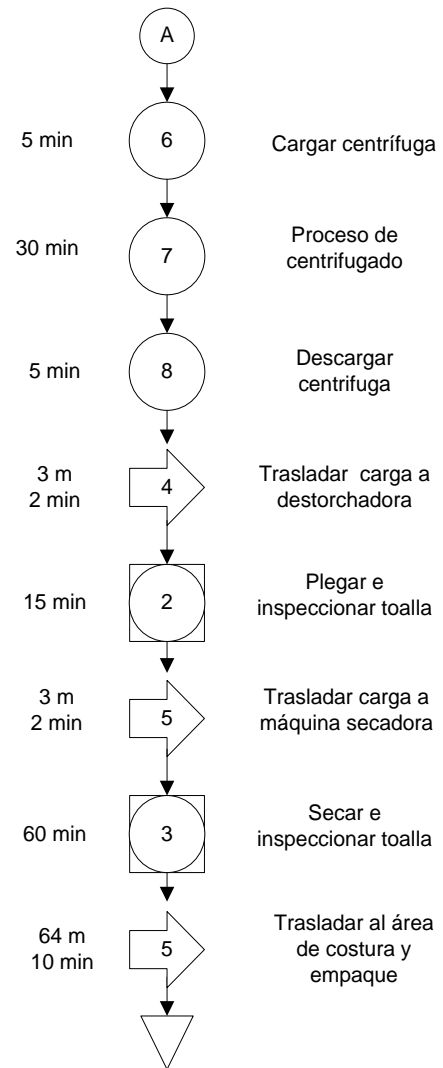 A
5 min
6
Cargar centrífuga
30 min
7
Proceso de
centrifugado
5 min
8
Descargar
centrifuga
3 m
2 min
4
Trasladar carga a
destorchadora
15 min
2
Plegar e
inspeccionar toalla
3 m
2 min
5
Trasladar carga a
máquina secadora
60 min
3
Secar e
inspeccionar toalla
64 m
10 min
5
Trasladar al área
de costura y
empaque